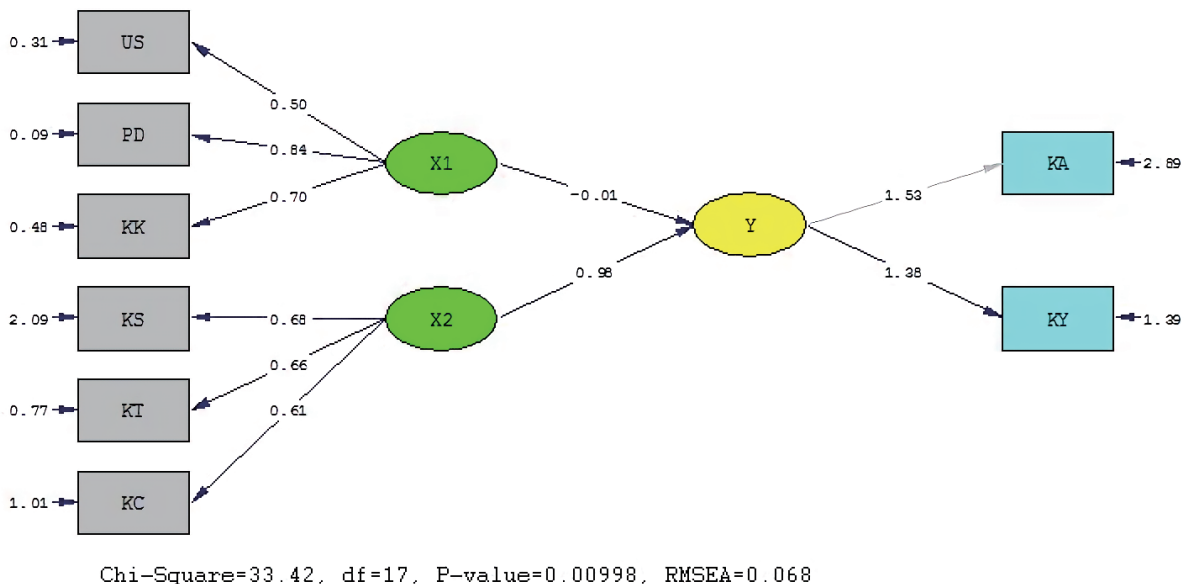 0.31 US
0.50
0.09 PD
0.84
X1
KA 2.89
0.70
-0.01
1.53
0.48 KK
Y
0.98
1.38
2.09 KS
0.68
X2
KY 1.39
0.66
0.77 KT
0.61
1.01 KC
Chi-Square=33.42, df=17, P-value=0.00998, RMSEA=0.068